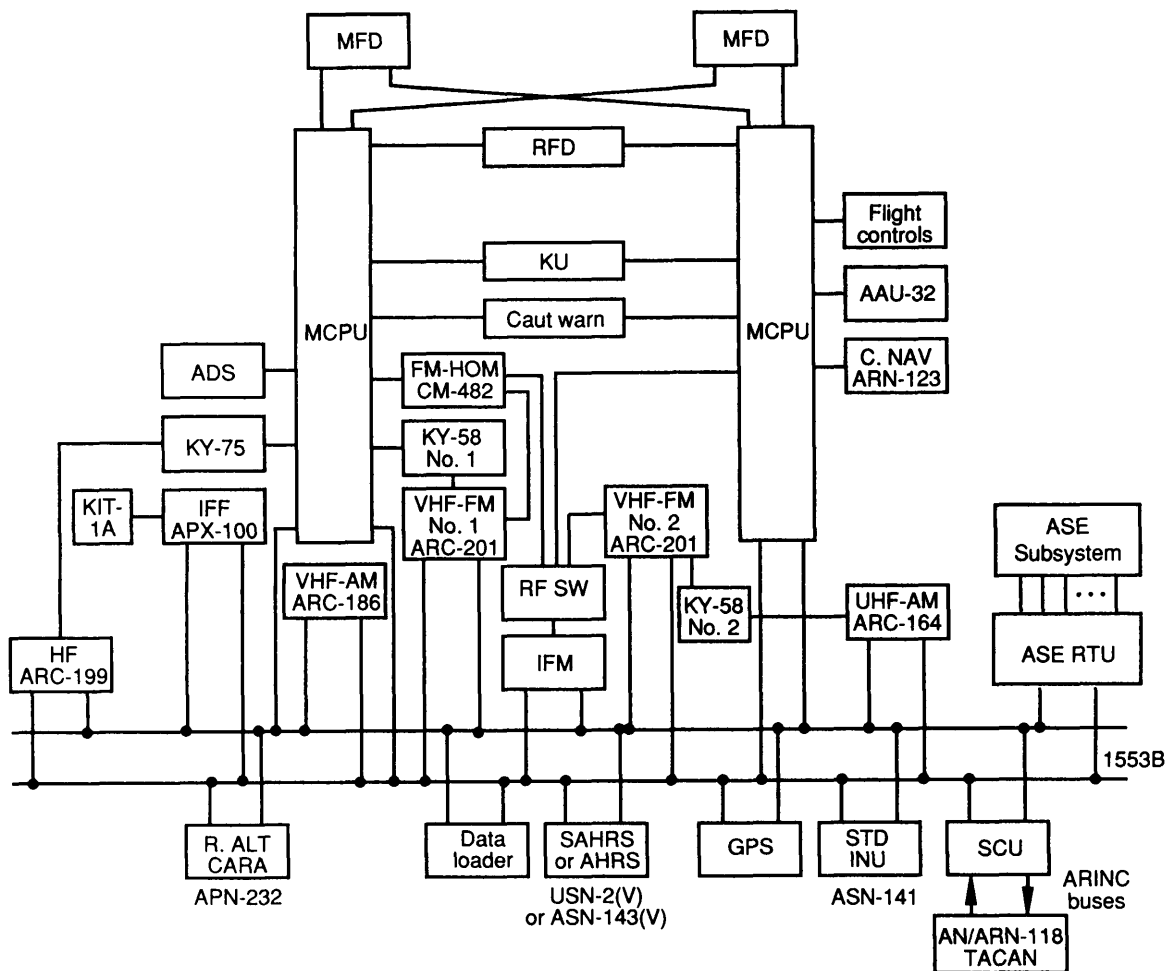 MFD
MFD
RFD
KU
Caut warn
MCPU
MCPU
Flight
controls
AAU-32
C. NAV
ARN-123
ADS
FM-HOM
CM-482
KY-75
KY-58
No. 1
KIT-
1A
IFF
APX-100
VHF-FM
No. 1
ARC-201
VHF-FM
No. 2
ARC-201
ASE
Subsystem
VHF-AM
ARC-186
RF SW
KY-58
No. 2
UHF-AM
ARC-164
HF
ARC-199
IFM
ASE RTU
1553B
R. ALT
CARA
APN-232
Data
loader
SAHRS
or AHRS
USN-2(V)
or ASN-143(V)
GPS
STD
INU
ASN-141
SCU
ARINC
buses
AN/ARN-118
TACAN